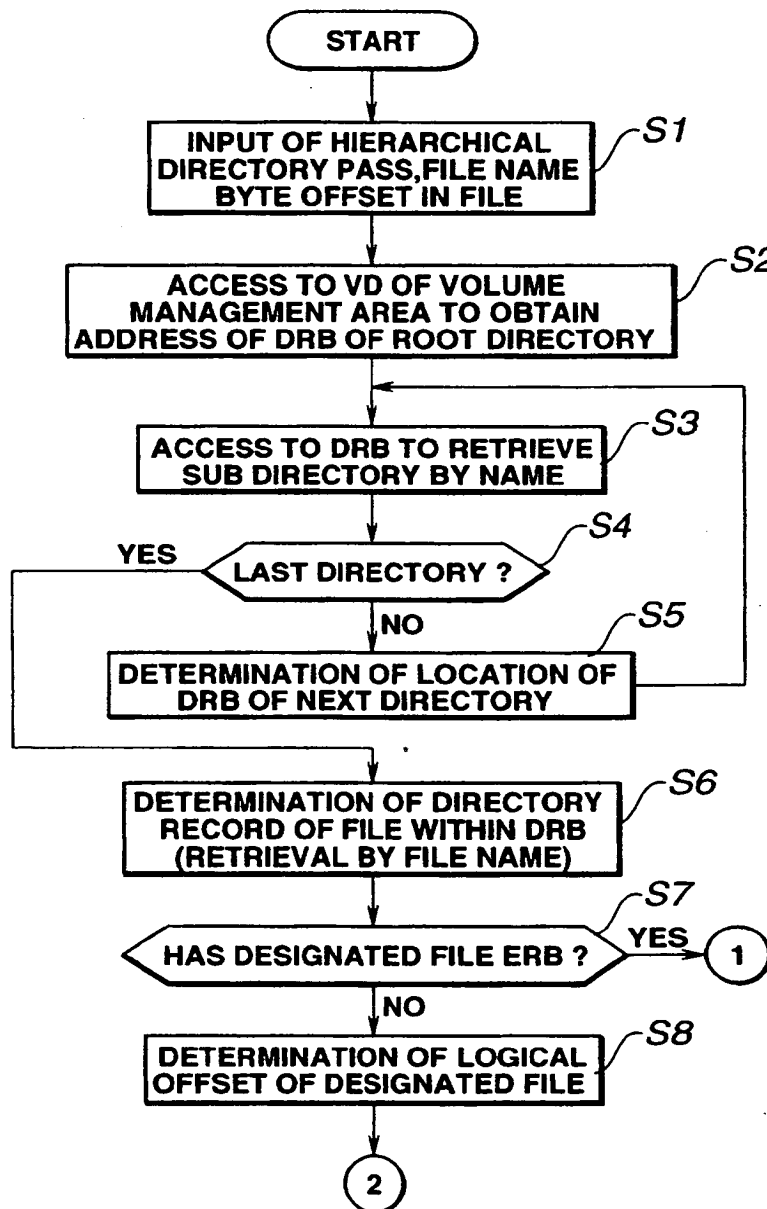 START
S1
INPUT OF HIERARCHICAL
DIRECTORY PASS,FILE NAME
BYTE OFFSET IN FILE
S2
ACCESS TO VD OF VOLUME
MANAGEMENT AREA TO OBTAIN
ADDRESS OF DRB OF ROOT DIRECTORY
S3
ACCESS TO DRB TO RETRIEVE
SUB DIRECTORY BY NAME
S4
YES
LAST DIRECTORY ?
NO
S5
DETERMINATION OF LOCATION OF
DRB OF NEXT DIRECTORY
S6
DETERMINATION OF DIRECTORY
RECORD OF FILE WITHIN DRB
(RETRIEVAL BY FILE NAME)
S7
HAS DESIGNATED FILE ERB ?
YES
1
NO
S8
DETERMINATION OF LOGICAL
OFFSET OF DESIGNATED FILE
2